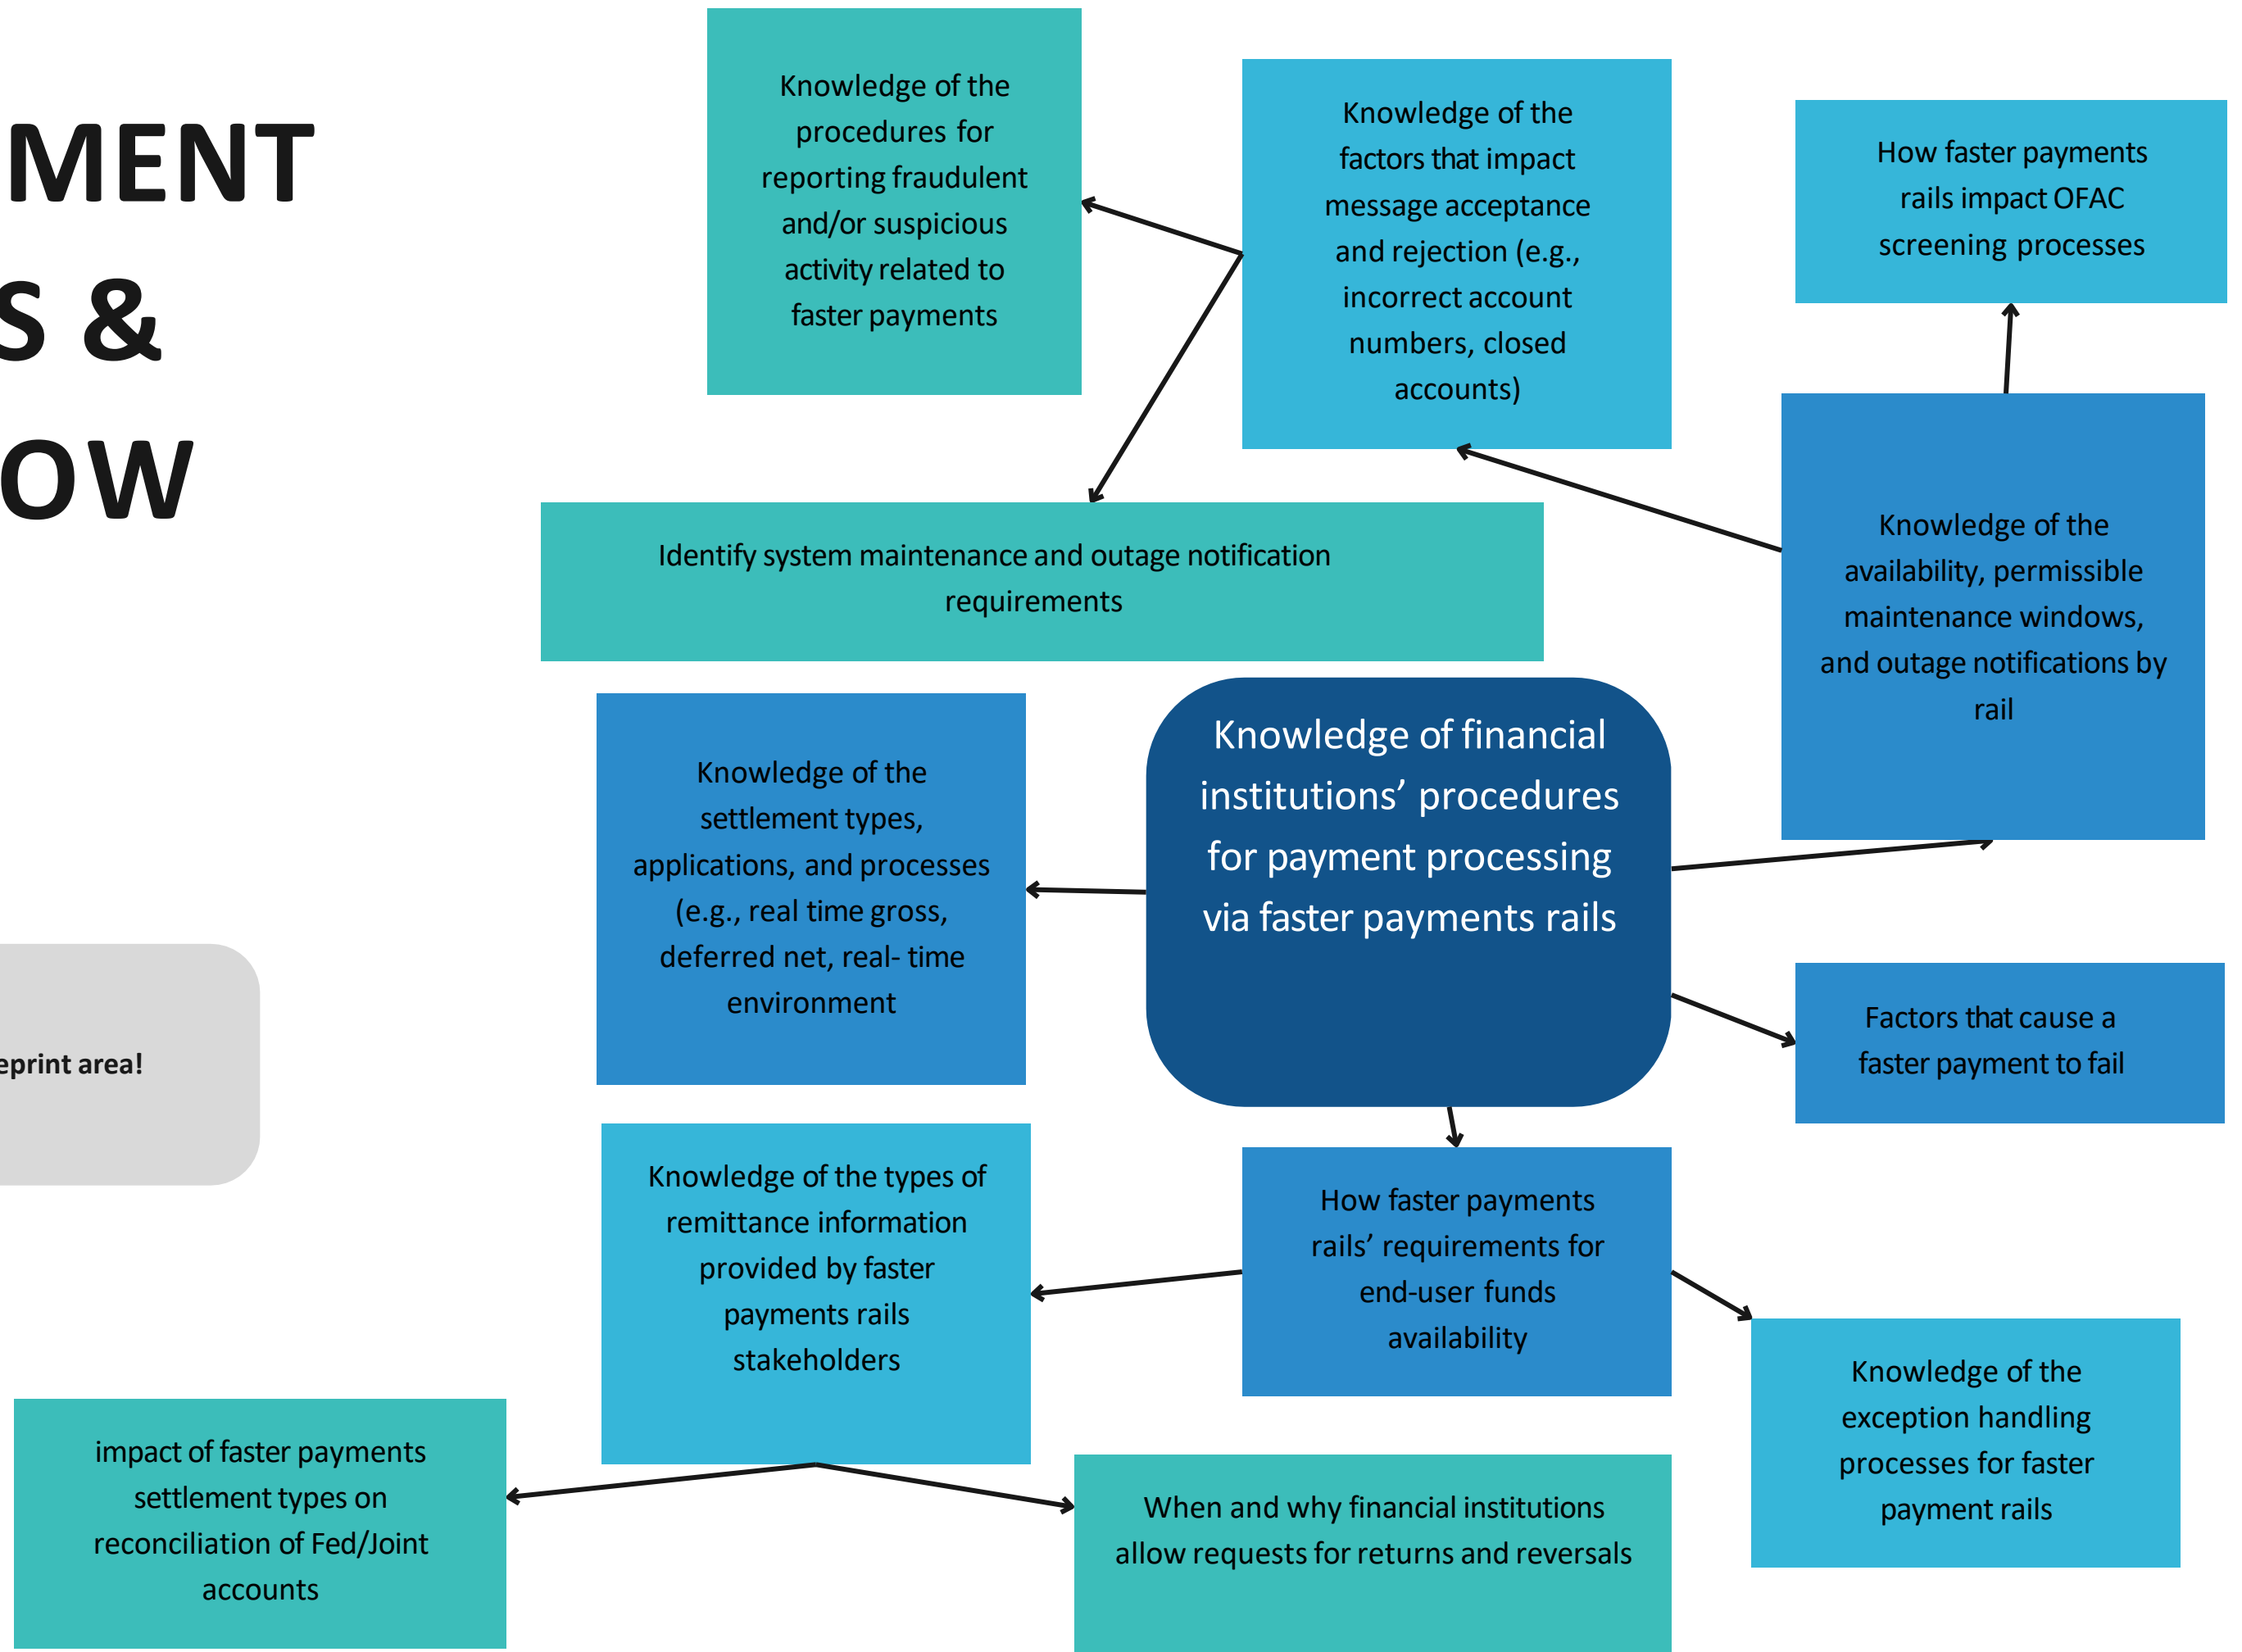 MENT
S &
OW
eprint area!
Knowledge of the
procedures for
reporting fraudulent
and/or suspicious
activity related to
faster payments
Knowledge of the
factors that impact
message acceptance
and rejection (e.g.,
incorrect account
numbers, closed
accounts)
How faster payments
rails impact OFAC
screening processes
Identify system maintenance and outage notification
requirements
Knowledge of the
availability, permissible
maintenance windows,
and outage notifications by
rail
Knowledge of the
settlement types,
applications, and processes
(e.g., real time gross,
deferred net, real- time
environment
Knowledge of financial
institutions’ procedures
for payment processing
via faster payments rails
Factors that cause a
faster payment to fail
Knowledge of the types of
remittance information
provided by faster
payments rails
stakeholders
How faster payments
rails’ requirements for
end-user funds
availability
Knowledge of the
exception handling
processes for faster
payment rails
impact of faster payments
settlement types on
reconciliation of Fed/Joint
accounts
When and why financial institutions
allow requests for returns and reversals